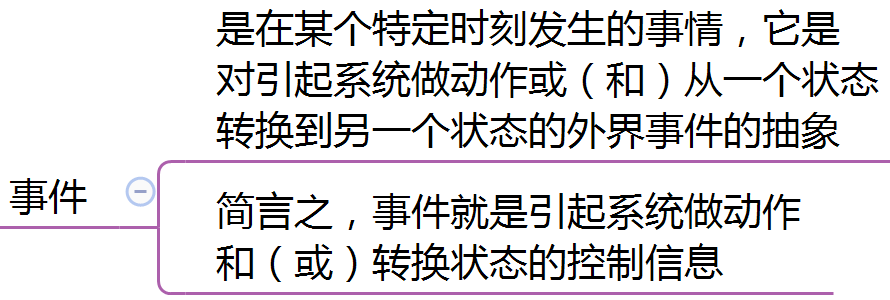 是在某个特定时刻发生的事情，它是
对引起系统做动作或（和）从一个状态
转换到另一个状态的外界事件的抽象
事件
简言之，事件就是引起系统做动作
和（或）转换状态的控制信息